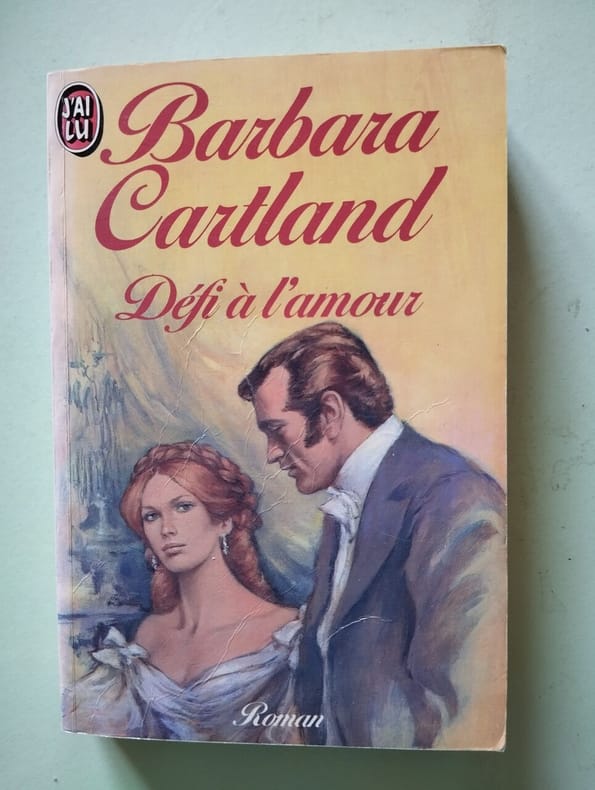 J'AI
LU
Barbara
Cartland
Défi à l'amour
Roman